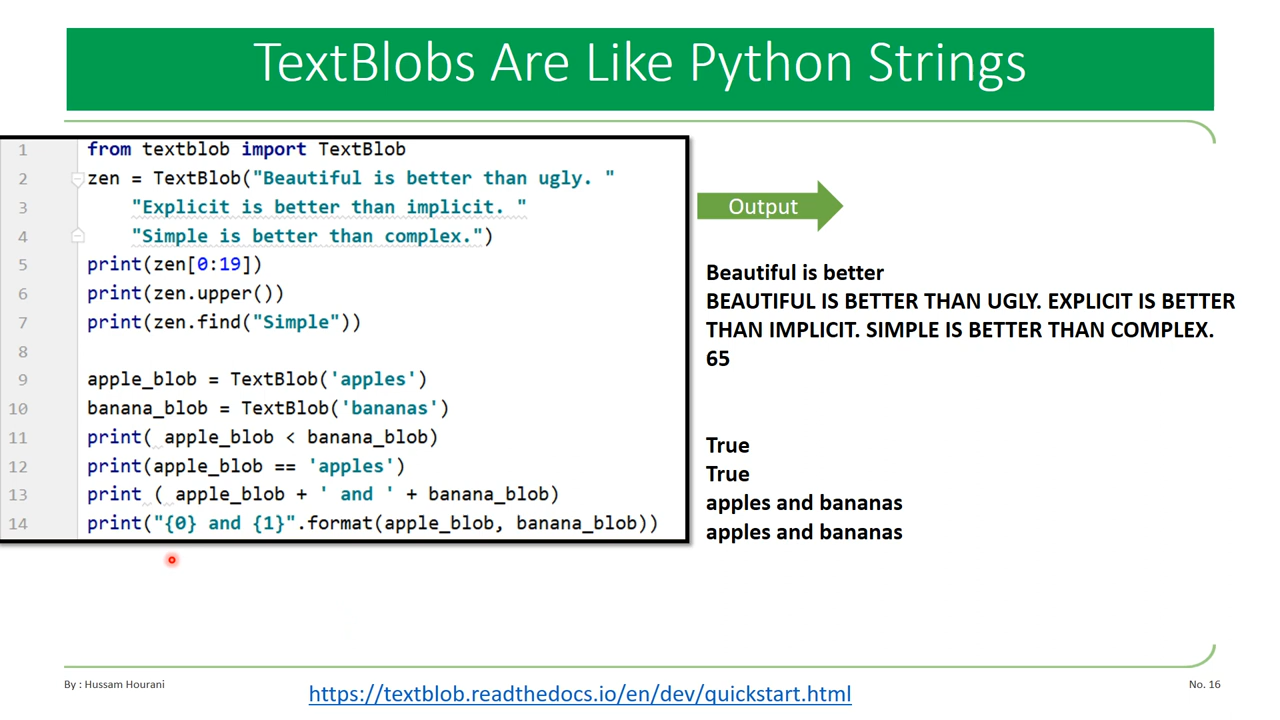 TextBlobs Are Like Python Strings
1 from textblob import TextBlob
2 zen = TextBlob("Beautiful is better than ugly. "
3 "Explicit is better than implicit. "
4 "Simple is better than complex.")
5 print(zen[0:19])
6 print(zen.upper())
7 print(zen.find("Simple"))
8
9 apple_blob = TextBlob('apples')
10 banana_blob = TextBlob('bananas')
11 print( apple_blob < banana_blob)
12 print(apple_blob == 'apples')
13 print ( apple_blob + ' and ' + banana_blob)
14 print("{0} and {1}".format(apple_blob, banana_blob))
Output
Beautiful is better
BEAUTIFUL IS BETTER THAN UGLY. EXPLICIT IS BETTER
THAN IMPLICIT. SIMPLE IS BETTER THAN COMPLEX.
65
True
True
apples and bananas
apples and bananas
By : Hussam Hourani
https://textblob.readthedocs.io/en/dev/quickstart.html
No. 16